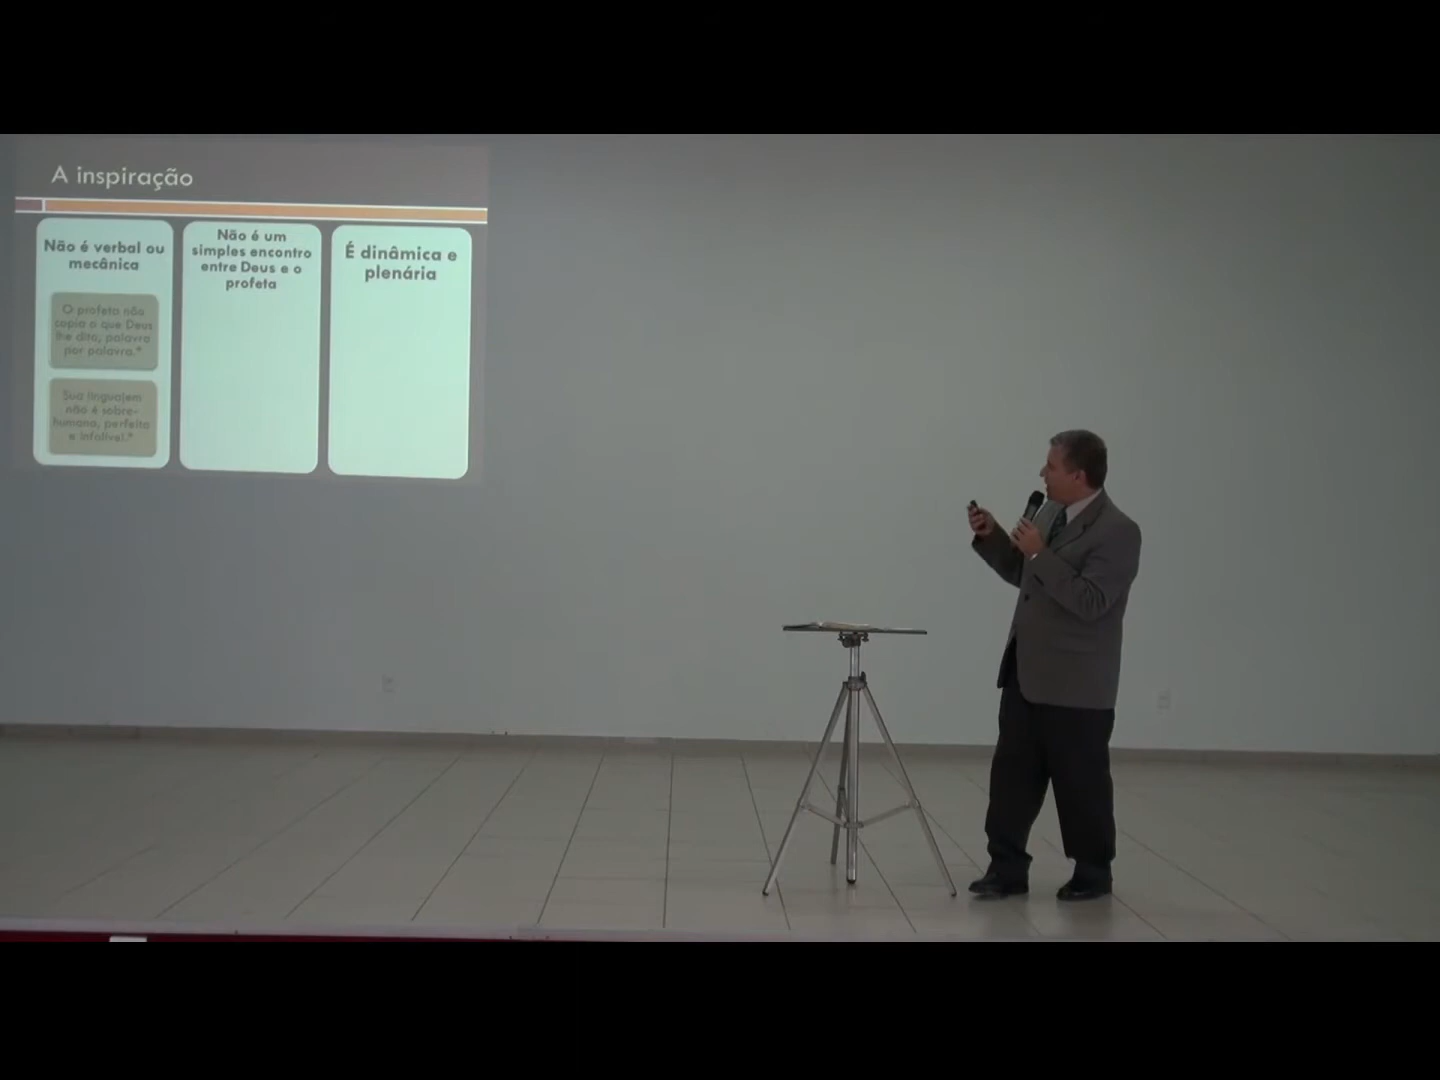 A inspiração
Não é verbal ou
mecânica
O profeta não
copia o que Deus
lhe dita, palavra
por palavra.*
Sua linguajem
não é sobre-
humana, perfeita
e infalível.*
Não é um
simples encontro
entre Deus e o
profeta
É dinâmica e
plenária